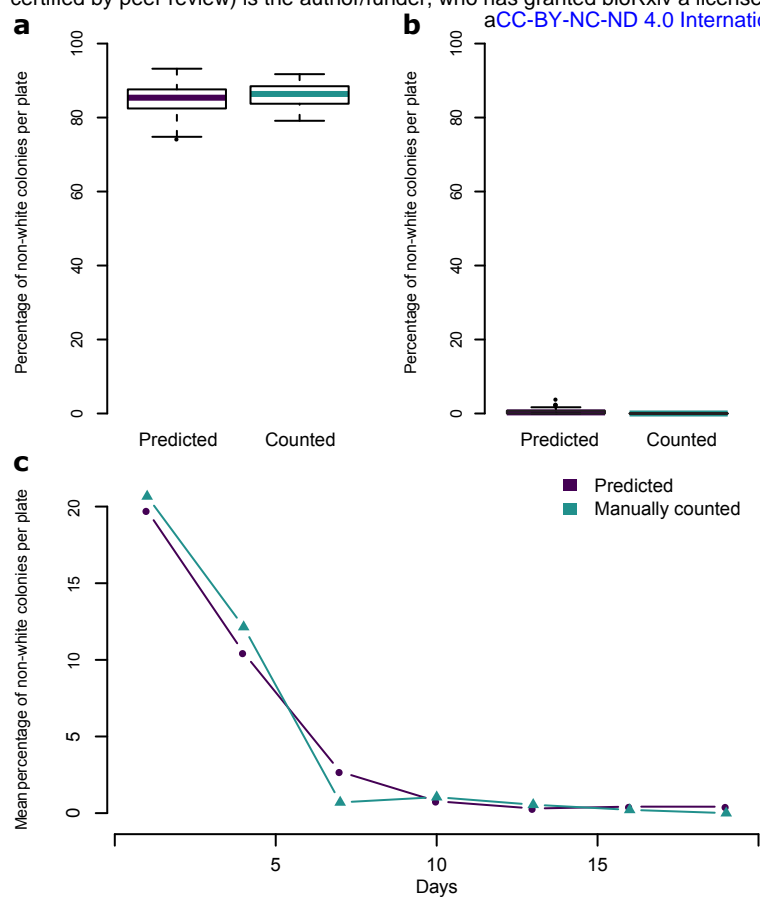 certified by peer review) is the author/funder, who has granted bioRxiv a license
aCC-BY-NC-ND 4.0 Internatio
a
Percentage of non-white colonies per plate
0 20 40 60 80 100
Predicted Counted
b
Percentage of non-white colonies per plate
0 20 40 60 80 100
Predicted Counted
c
Mean percentage of non-white colonies per plate
0 5 10 15 20
Predicted
Manually counted
5 10 15
Days